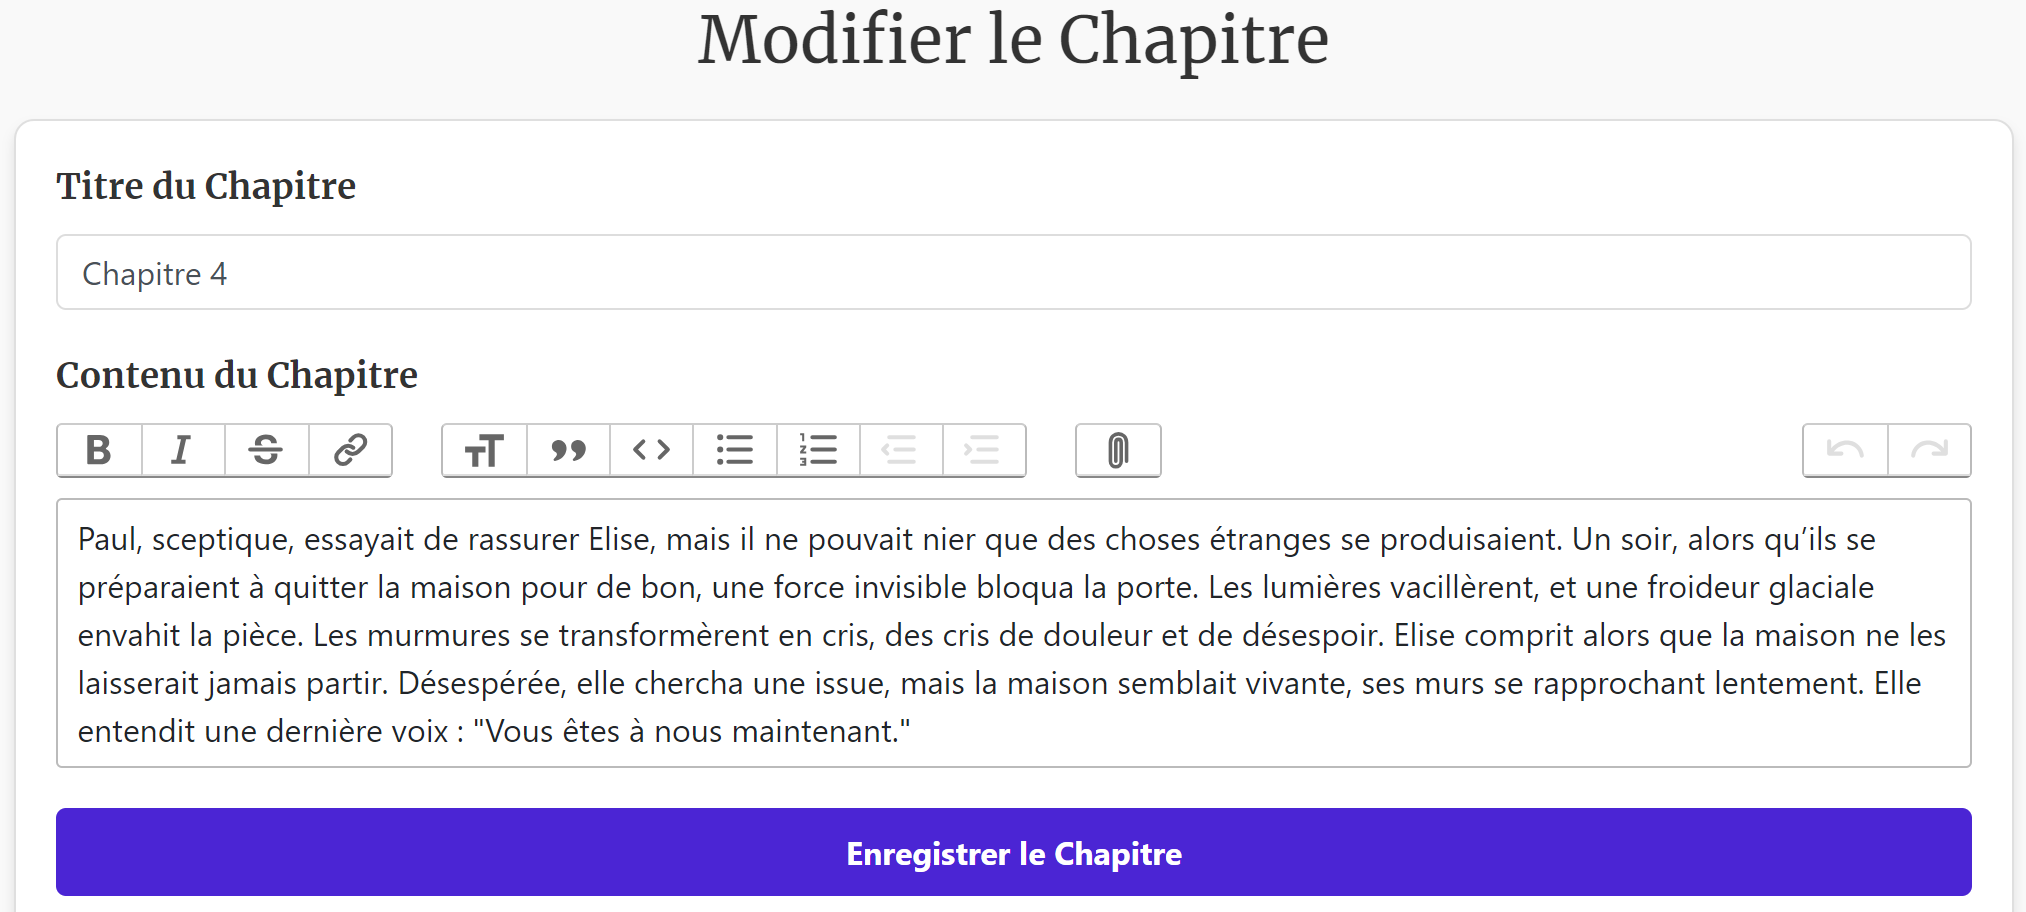 Modifier le Chapitre
Titre du Chapitre
Chapitre 4
Contenu du Chapitre
Paul, sceptique, essayait de rassurer Elise, mais il ne pouvait nier que des choses étranges se produisaient. Un soir, alors qu’ils se
préparaient à quitter la maison pour de bon, une force invisible bloqua la porte. Les lumières vacillèrent, et une froideur glaciale
envahit la pièce. Les murmures se transformèrent en cris, des cris de douleur et de désespoir. Elise comprit alors que la maison ne les
laisserait jamais partir. Désespérée, elle chercha une issue, mais la maison semblait vivante, ses murs se rapprochant lentement. Elle
entendit une dernière voix : "Vous êtes à nous maintenant."
Enregistrer le Chapitre